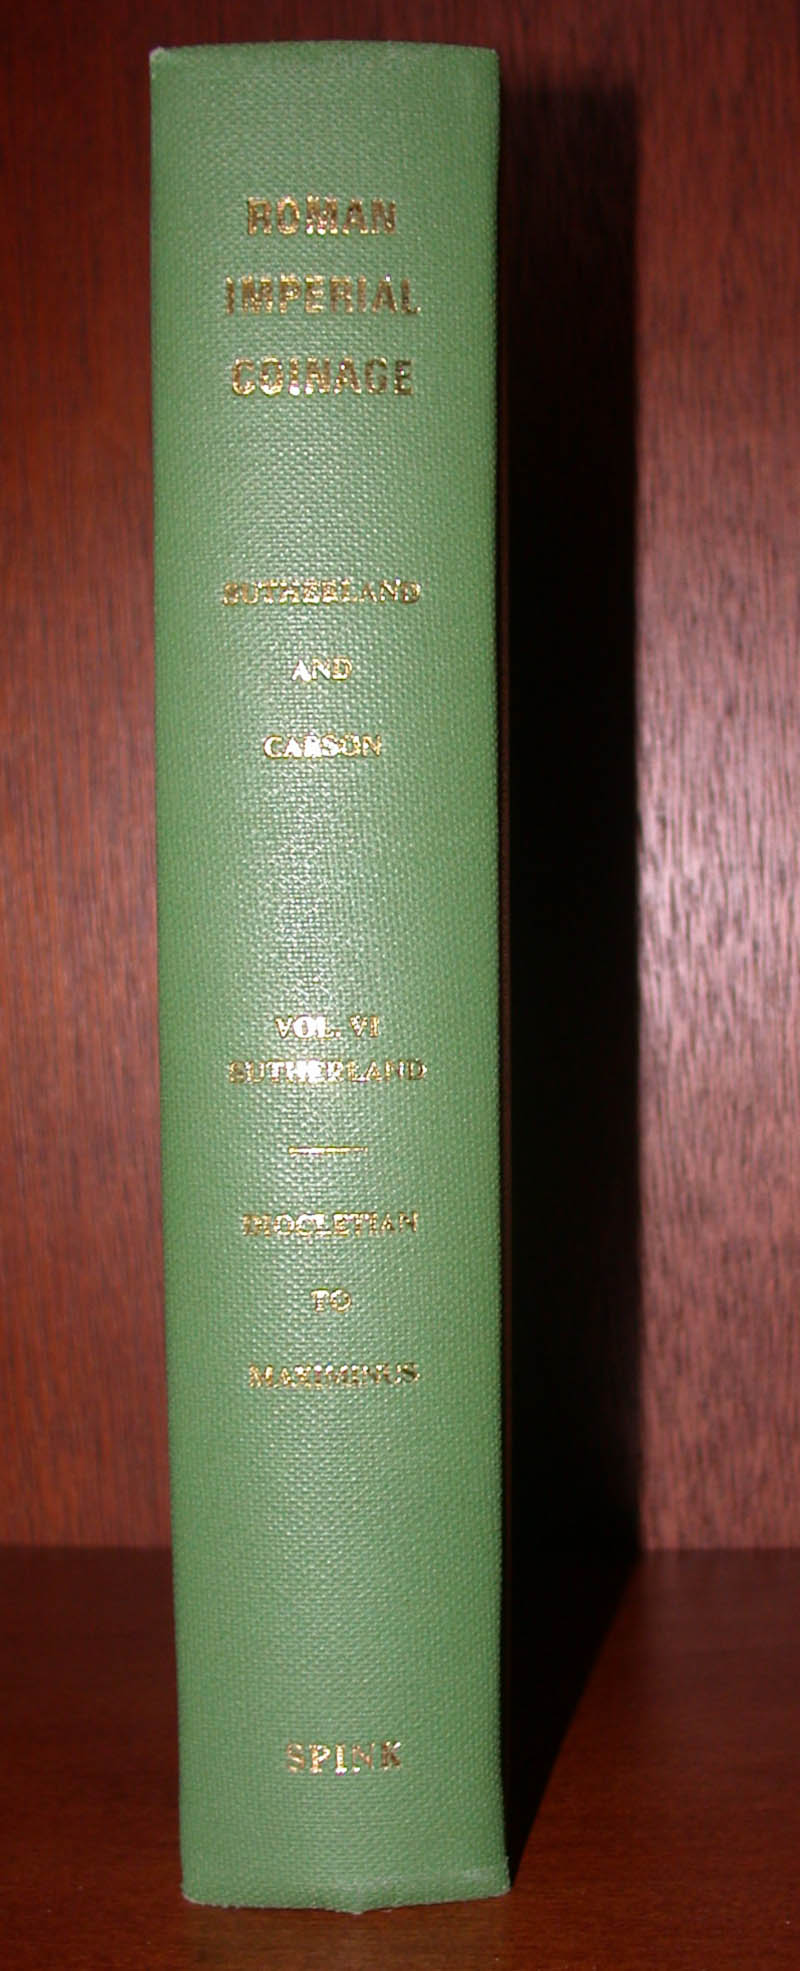 ROMAN
IMPERIAL
COINAGE
SUTHERLAND
AND
CARSON
VOL. VI
SUTHERLAND
DIOCLETIAN
TO
MAXIMINUS
SPINK